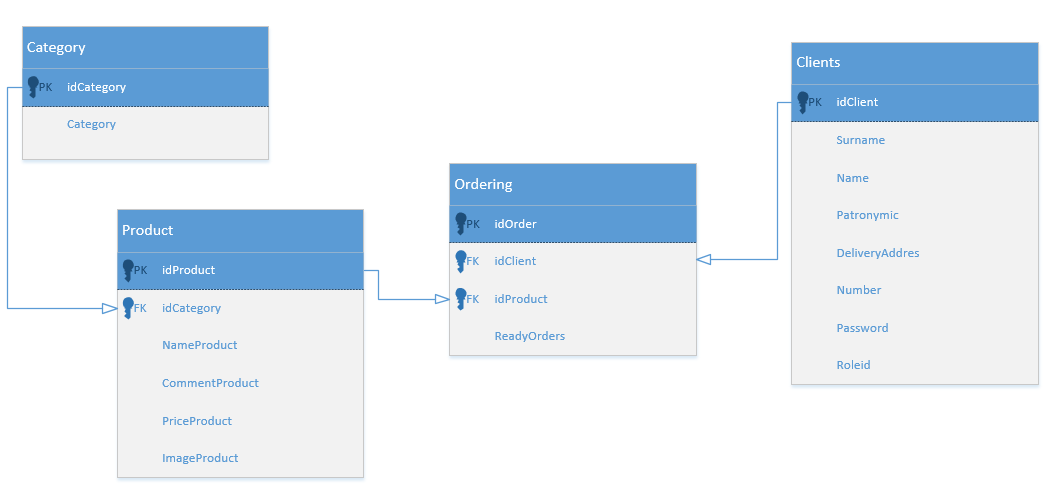 Category
PK idCategory
Category
Product
PK idProduct
FK idCategory
NameProduct
CommentProduct
PriceProduct
ImageProduct
Ordering
PK idOrder
FK idClient
FK idProduct
ReadyOrders
Clients
PK idClient
Surname
Name
Patronymic
DeliveryAddres
Number
Password
Roleid